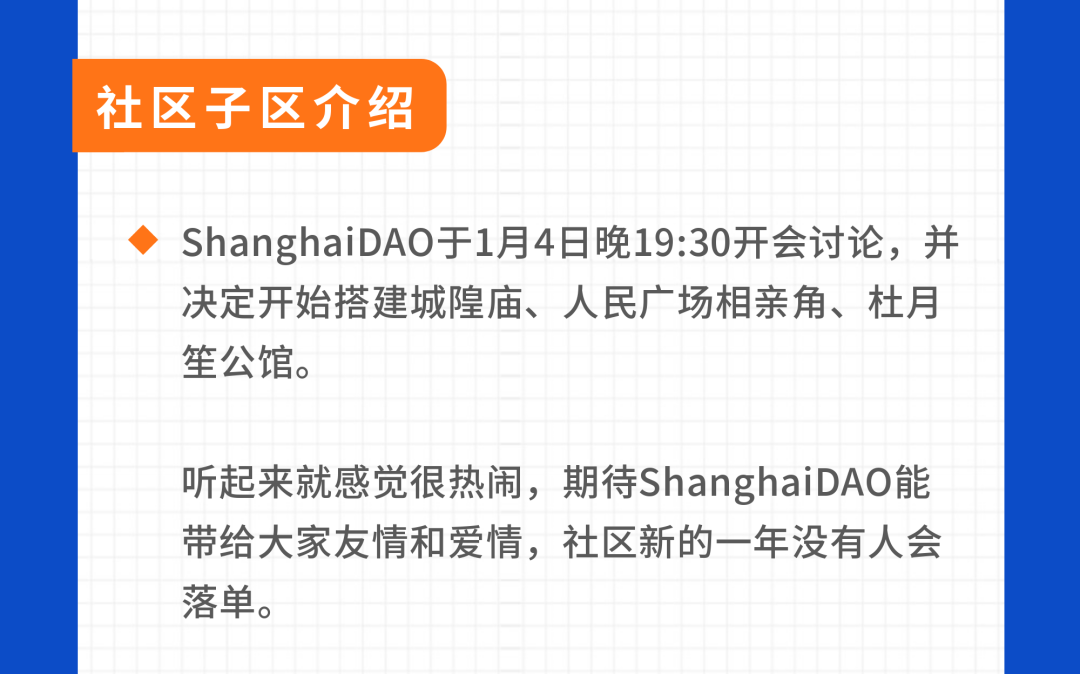 社区子区介绍
ShanghaiDAO于1月4日晚19:30开会讨论，并
决定开始搭建城隍庙、人民广场相亲角、杜月
笙公馆。
听起来就感觉很热闹，期待ShanghaiDAO能
带给大家友情和爱情，社区新的一年没有人会
落单。